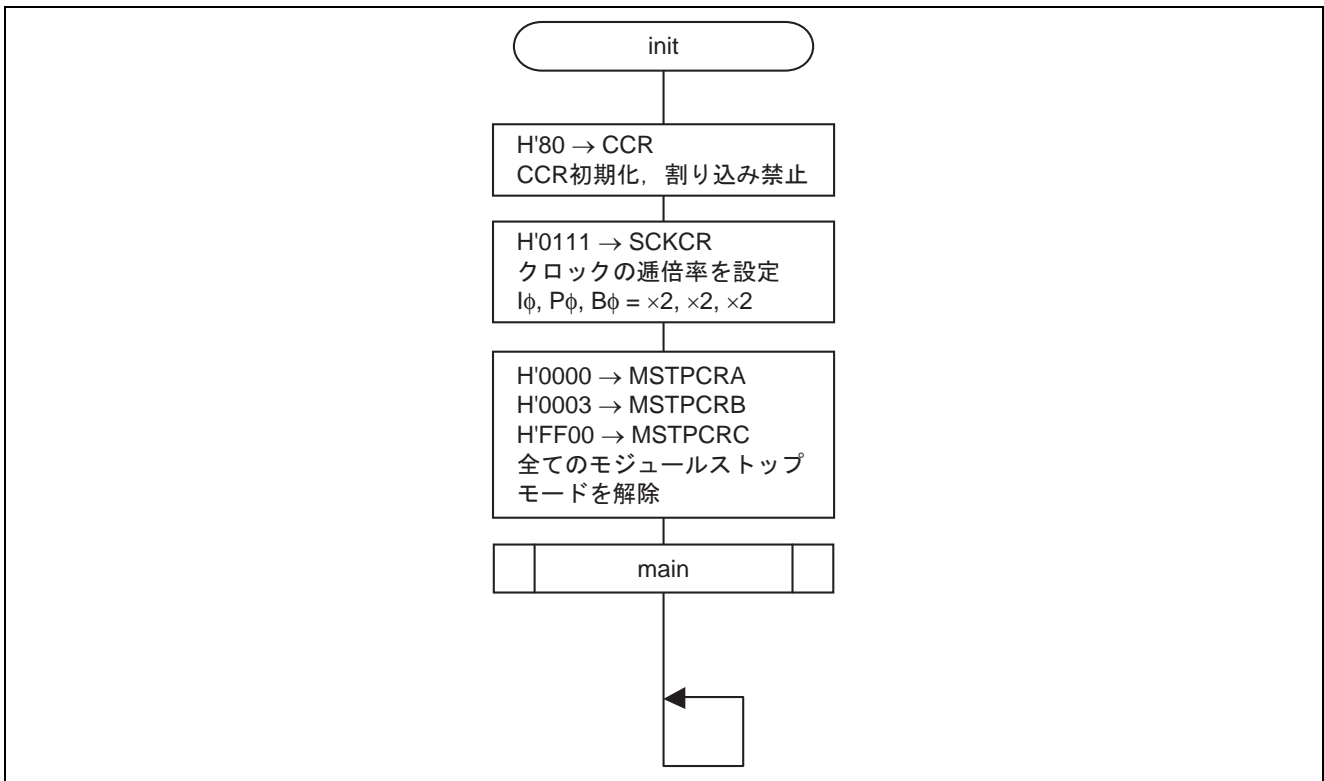 init
H'80 → CCR
CCR初期化，割り込み禁止
H'0111 → SCKCR
クロックの逓倍率を設定
Iφ, Pφ, Bφ = ×2, ×2, ×2
H'0000 → MSTPCRA
H'0003 → MSTPCRB
H'FF00 → MSTPCRC
全てのモジュールストップ
モードを解除
main